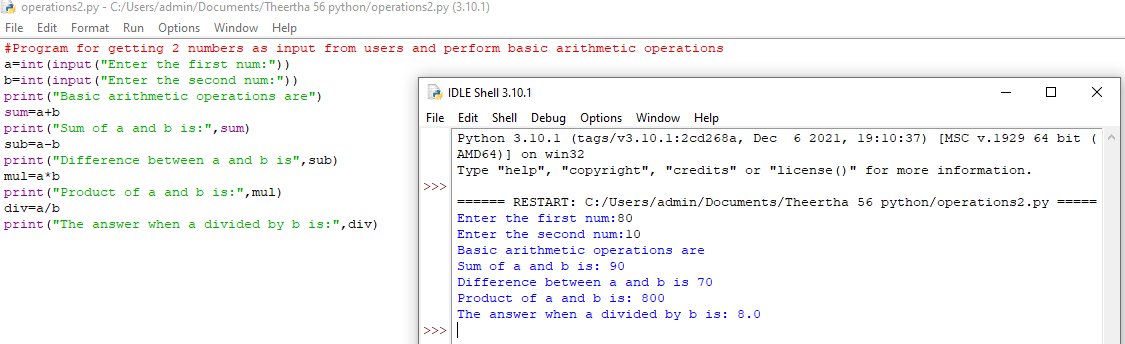 operations2.py - C:/Users/admin/Documents/Theertha 56 python/operations2.py (3.10.1)
File Edit Format Run Options Window Help
#Program for getting 2 numbers as input from users and perform basic arithmetic operations
a=int(input("Enter the first num:"))
b=int(input("Enter the second num:"))
print("Basic arithmetic operations are")
sum=a+b
print("Sum of a and b is:",sum)
sub=a-b
print("Difference between a and b is",sub)
mul=a*b
print("Product of a and b is:",mul)
div=a/b
print("The answer when a divided by b is:",div)
IDLE Shell 3.10.1
File Edit Shell Debug Options Window Help
Python 3.10.1 (tags/v3.10.1:2cd268a, Dec  6 2021, 19:10:37) [MSC v.1929 64 bit (
AMD64)] on win32
Type "help", "copyright", "credits" or "license()" for more information.
>>>
====== RESTART: C:/Users/admin/Documents/Theertha 56 python/operations2.py =====
Enter the first num:80
Enter the second num:10
Basic arithmetic operations are
Sum of a and b is: 90
Difference between a and b is 70
Product of a and b is: 800
The answer when a divided by b is: 8.0
>>>